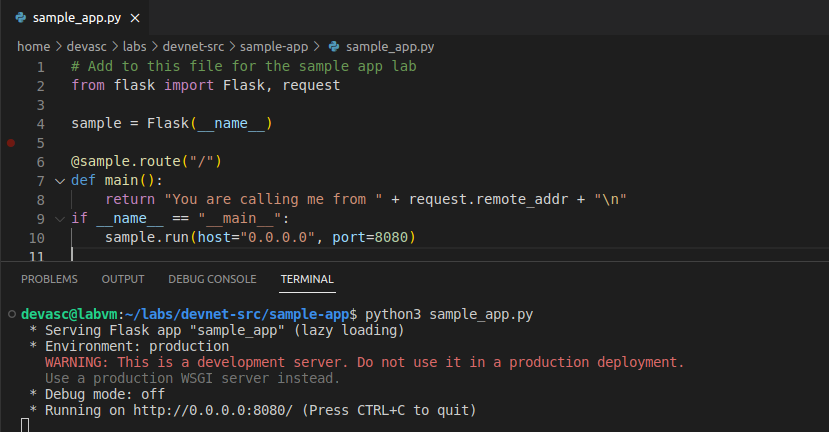 sample_app.py ×
home > devasc > labs > devnet-src > sample-app > sample_app.py
1 # Add to this file for the sample app lab
2 from flask import Flask, request
3
4 sample = Flask(__name__)
5
6 @sample.route("/")
7 def main():
8     return "You are calling me from " + request.remote_addr + "\n"
9 if __name__ == "__main__":
10     sample.run(host="0.0.0.0", port=8080)
11
PROBLEMS OUTPUT DEBUG CONSOLE TERMINAL
devasc@labvm:~/labs/devnet-src/sample-app$ python3 sample_app.py
 * Serving Flask app "sample_app" (lazy loading)
 * Environment: production
   WARNING: This is a development server. Do not use it in a production deployment.
   Use a production WSGI server instead.
 * Debug mode: off
 * Running on http://0.0.0.0:8080/ (Press CTRL+C to quit)